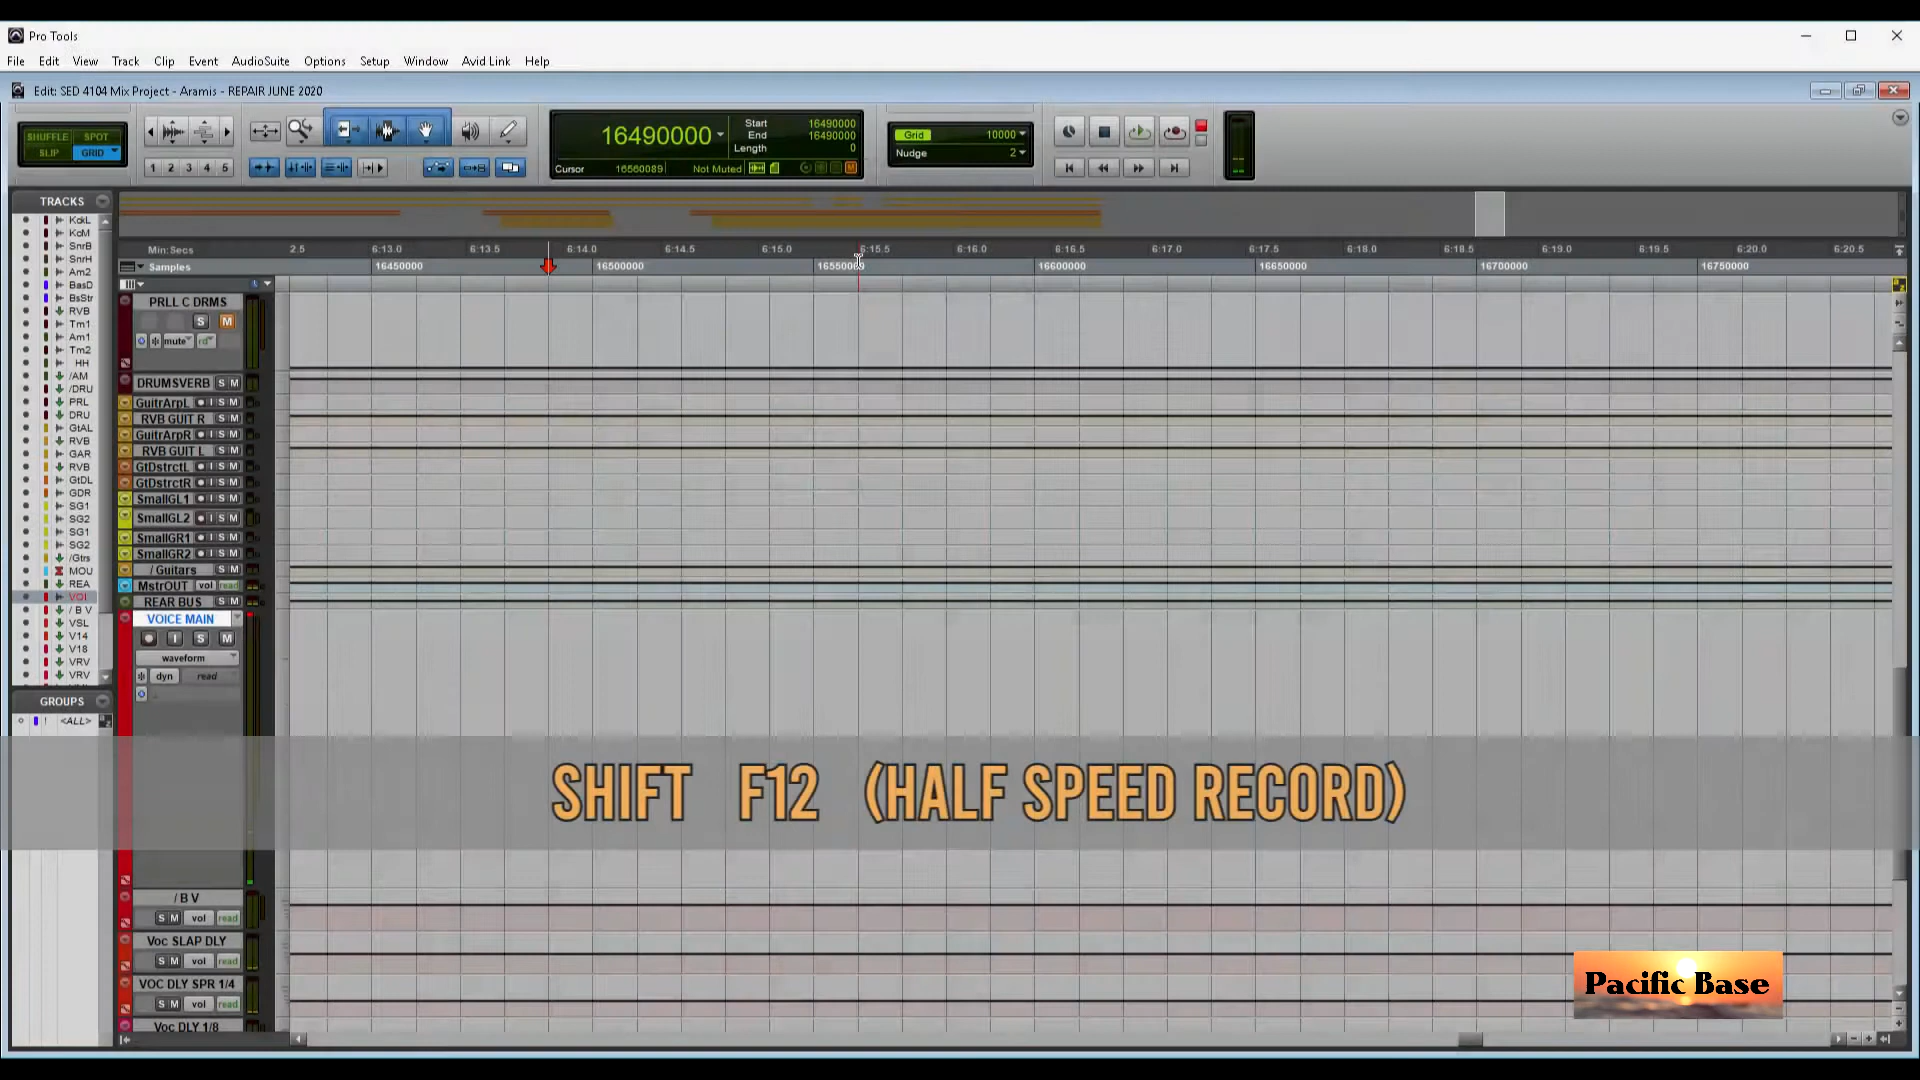 Pro Tools
File Edit View Track Clip Event AudioSuite Options Setup Window Avid Link Help
Edit: SED 4104 Mix Project - Aramis - REPAIR JUNE 2020
SHUFFLE SPOT
SLIP GRID
1 2 3 4 5
16490000
Start 16490000
End 16490000
Length 0
Cursor 16560089 Not Muted
Grid 10000
Nudge 2
TRACKS
KckL
KcM
SnrB
SnrH
Am2
BasD
BsStr
RVB
Tm1
Am1
Tm2
HH
/AM
/DRU
PRL
DRU
GtAL
RVB
GAR
RVB
GtDL
GDR
SG1
SG2
SG1
SG2
/Gtrs
MOU
REA
VOI
/ B V
VSL
V14
V18
VRV
VRV
GROUPS
! <ALL>
Min:Secs 2.5 6:13.0 6:13.5 6:14.0 6:14.5 6:15.0 6:15.5 6:16.0 6:16.5 6:17.0 6:17.5 6:18.0 6:18.5 6:19.0 6:19.5 6:20.0 6:20.5
Samples 16450000 16500000 16550000 16600000 16650000 16700000 16750000
PRLL C DRMS
S M
mute rd
DRUMSVERB S M
GuitrArpL I S M
RVB GUIT R S M
GuitrArpR I S M
RVB GUIT L S M
GtDstrctL I S M
GtDstrctR I S M
SmallGL1 I S M
SmallGL2 I S M
SmallGR1 I S M
SmallGR2 I S M
/ Guitars S M
MstrOUT vol read
REAR BUS S M
VOICE MAIN
I S M
waveform
dyn read
SHIFT F12 (HALF SPEED RECORD)
/ B V
S M vol read
Voc SLAP DLY
S M vol read
VOC DLY SPR 1/4
S M vol read
Voc DLY 1/8
Pacific Base